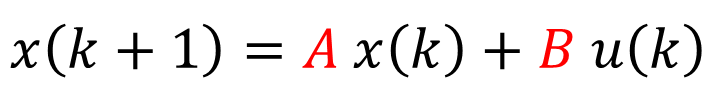 x(k + 1) = A x(k) + B u(k)